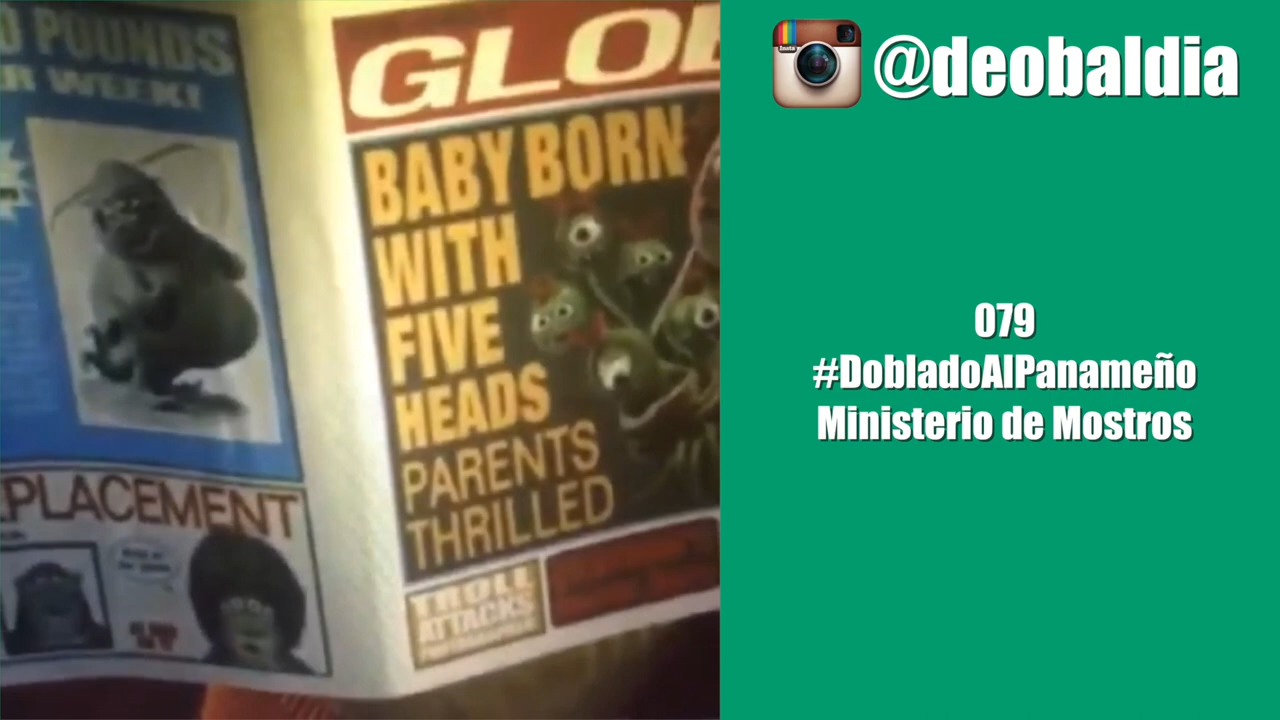 POUNDS
WEEK!
PLACEMENT
GLO
BABY BORN
WITH
FIVE
HEADS
PARENTS
THRILLED
TROLL
ATTACKS
@deobaldia
079
#DobladoAlPanameño
Ministerio de Mostros